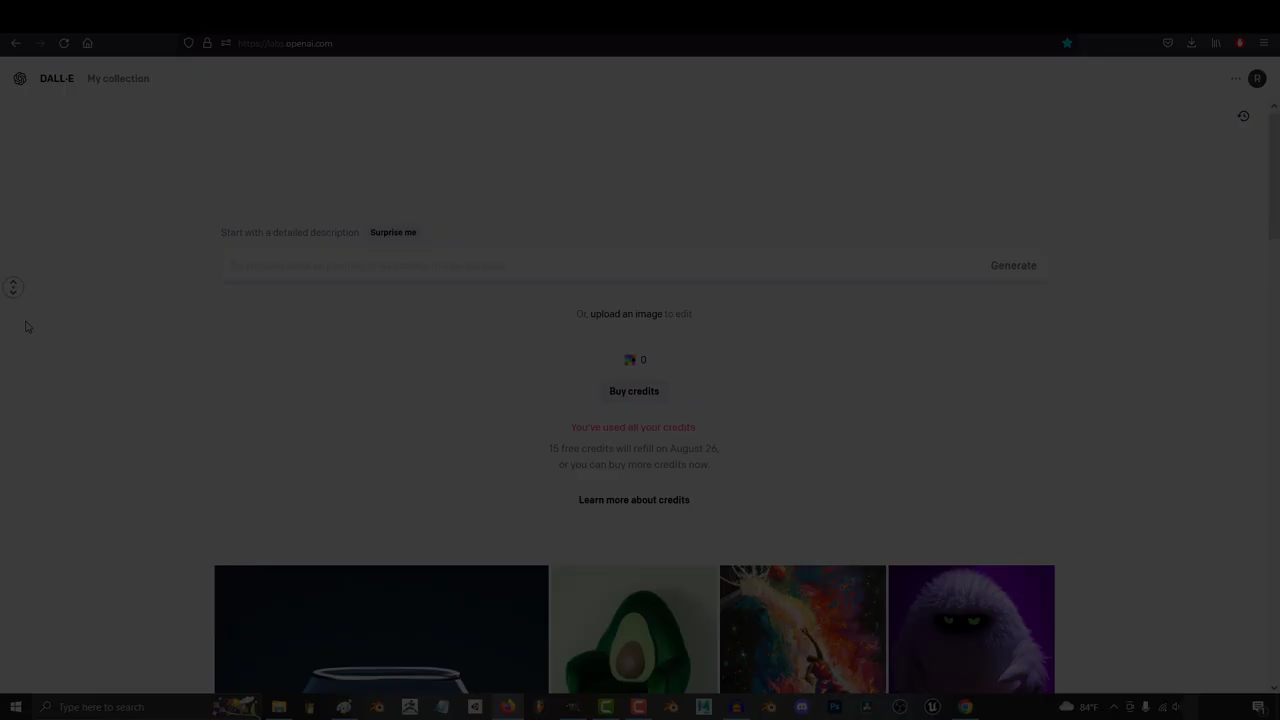 https://labs.openai.com
DALL·E My collection
R
Start with a detailed description Surprise me
Generate
Or, upload an image to edit
0
Buy credits
You've used all your credits.
15 free credits will refill on August 26,
or you can buy more credits now.
Learn more about credits
Type here to search
84°F